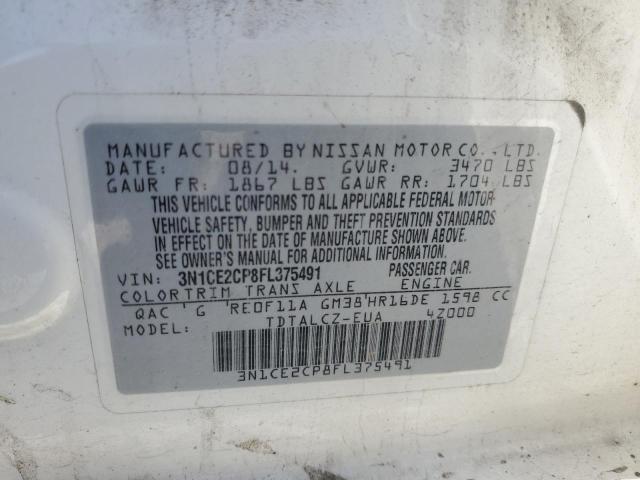 MANUFACTURED BY NISSAN MOTOR CO., LTD.
DATE: 08/14. GVWR: 3470 LBS
GAWR FR: 1867 LBS GAWR RR: 1704 LBS
THIS VEHICLE CONFORMS TO ALL APPLICABLE FEDERAL MOTOR-
VEHICLE SAFETY, BUMPER AND THEFT PREVENTION STANDARDS
IN EFFECT ON THE DATE OF MANUFACTURE SHOWN ABOVE.
SEE OWNER'S MANUAL FOR ADDITIONAL INFORMATION.
VIN: 3N1CE2CP8FL375491 PASSENGER CAR.
COLOR TRIM TRANS AXLE ENGINE
QAC G RE0F11A GM38 HR16DE 1598 CC
MODEL: TDTALCZ-EUA 4Z000
3N1CE2CP8FL375491